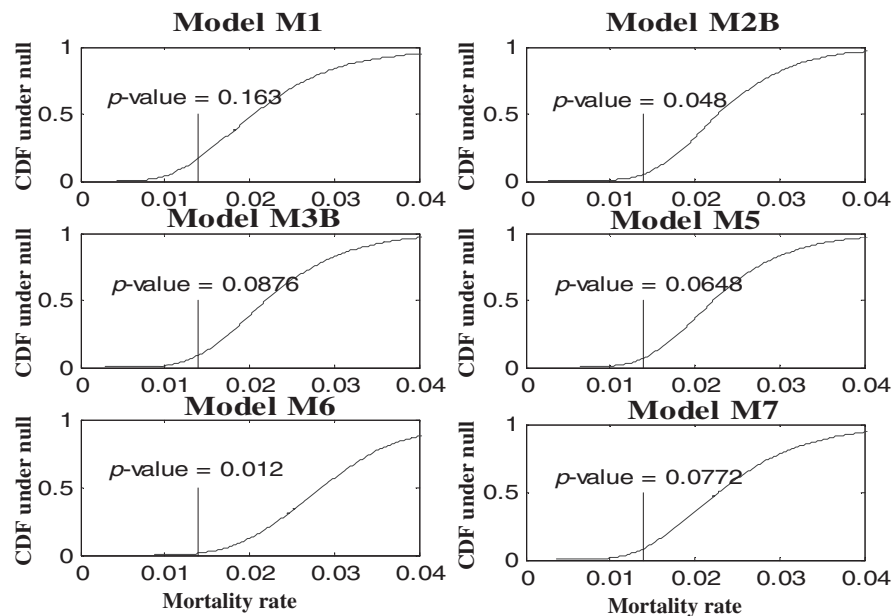 Model M1
CDF under null
1
0.5
0
p-value = 0.163
0 0.01 0.02 0.03 0.04
Model M2B
CDF under null
1
0.5
0
p-value = 0.048
0 0.01 0.02 0.03 0.04
Model M3B
CDF under null
1
0.5
0
p-value = 0.0876
0 0.01 0.02 0.03 0.04
Model M5
CDF under null
1
0.5
0
p-value = 0.0648
0 0.01 0.02 0.03 0.04
Model M6
CDF under null
1
0.5
0
p-value = 0.012
0 0.01 0.02 0.03 0.04
Mortality rate
Model M7
CDF under null
1
0.5
0
p-value = 0.0772
0 0.01 0.02 0.03 0.04
Mortality rate